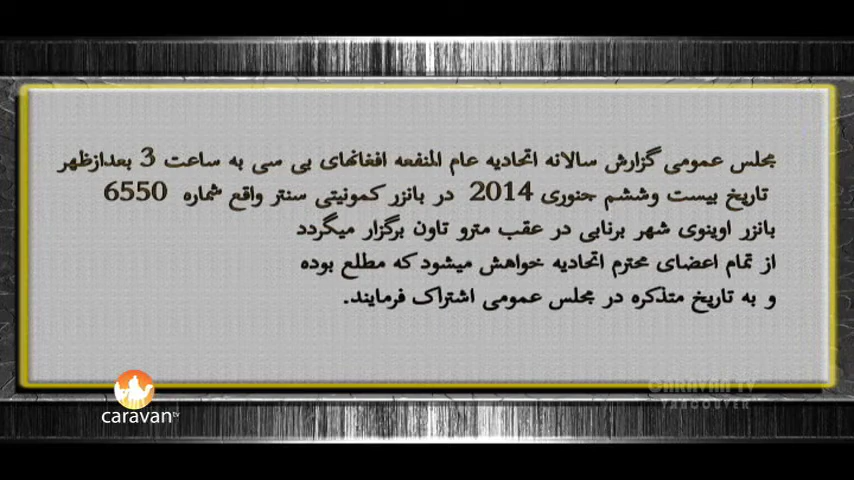 مجلس عمومی گزارش سالانه اتحادیه عام المنفعه افغانهای بی سی به ساعت 3 بعدازظهر
تاریخ بیست وششم جنوری 2014 در بانزر کمونیتی سنتر واقع شماره 6550
بانزر اوینوی شهر برنابی در عقب مترو تاون برگزار میگردد
از تمام اعضای محترم اتحادیه خواهش میشود که مطلع بوده
و به تاریخ متذکره در مجلس عمومی اشتراک فرمایند.
caravan tv
CARAVAN TV
VANCOUVER